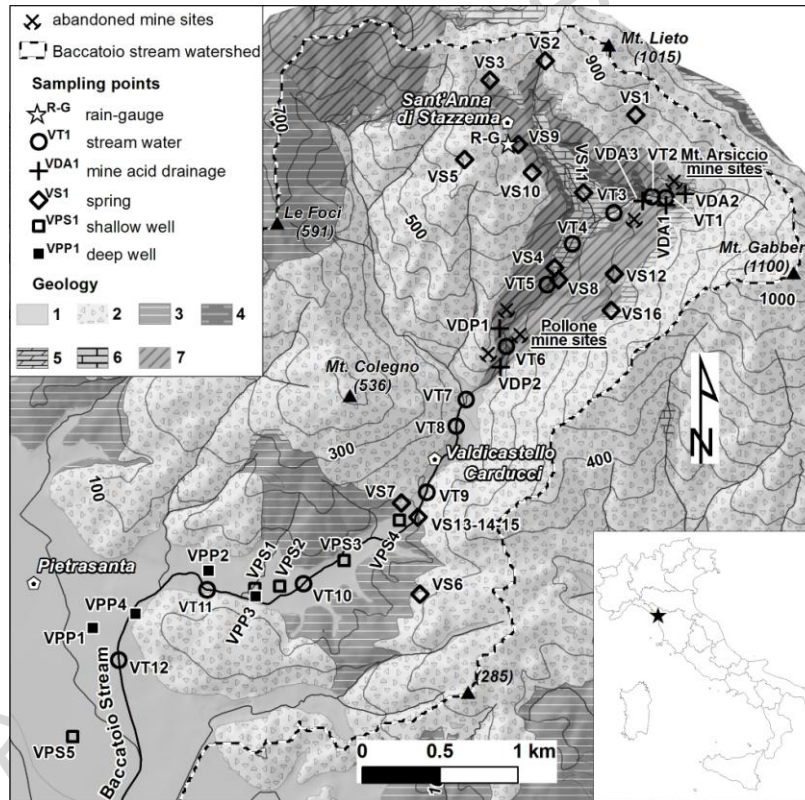 abandoned mine sites
Baccatoio stream watershed
Sampling points
R-G rain-gauge
VT1 stream water
VDA1 mine acid drainage
VS1 spring
VPS1 shallow well
VPP1 deep well
Geology
1 2 3 4
5 6 7
VS2
Mt. Lieto
(1015)
900
VS3
700
Sant'Anna
di Stazzema
VS1
R-G
VS9
VS5
VS10
VS11
VDA3
VT2
Mt. Arsiccio
mine sites
VT3
VDA1
VDA2
VT1
Le Foci
(591)
500
VT4
Mt. Gabberi
(1100)
1000
VS4
VT5
VS8
VS12
VS16
VDP1
Pollone
mine sites
VT6
VDP2
Mt. Colegno
(536)
VT7
VT8
N
300
400
Valdicastello
Carducci
100
VT9
VS7
VS13-14-15
VPS4
Pietrasanta
VPP2
VPS1
VPS2
VPS3
VT11
VPP3
VT10
VS6
VPP4
VPP1
VT12
(285)
Baccatoio Stream
VPS5
0 0.5 1 km